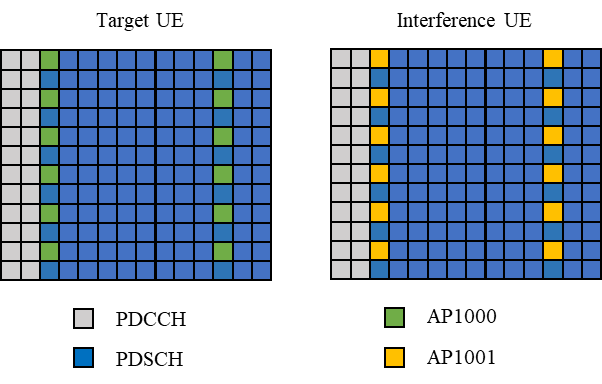 Target UE
Interference UE
PDCCH
AP1000
PDSCH
AP1001